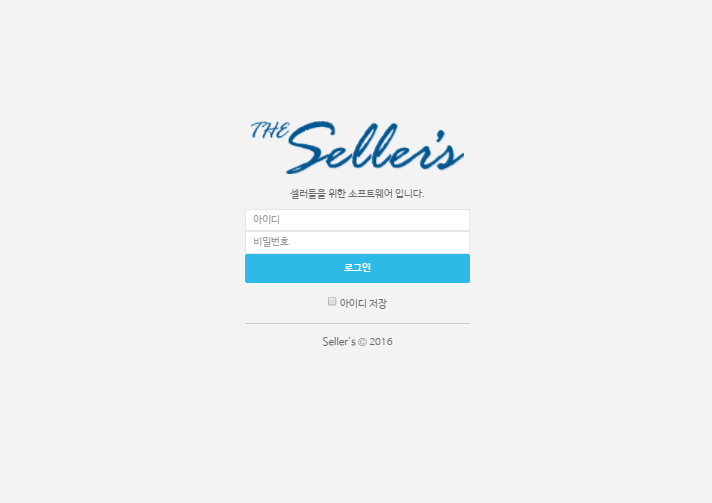 THE Seller's
셀러들을 위한 소프트웨어 입니다.
아이디
비밀번호
로그인
아이디 저장
Seller's © 2016